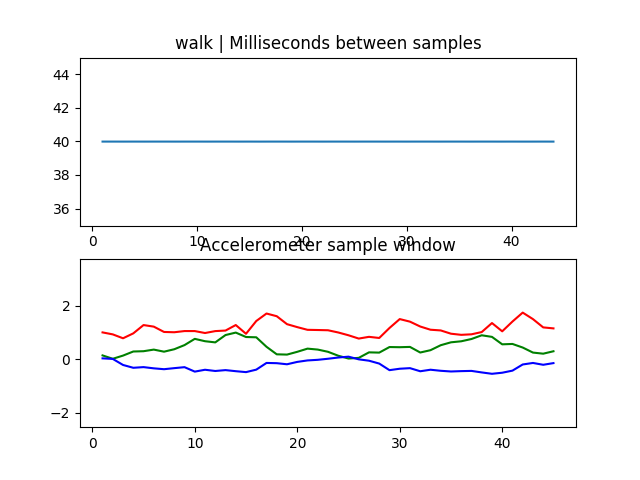 walk | Milliseconds between samples
44
42
40
38
36
0 10 20 30 40
Accelerometer sample window
2
0
−2
0 10 20 30 40